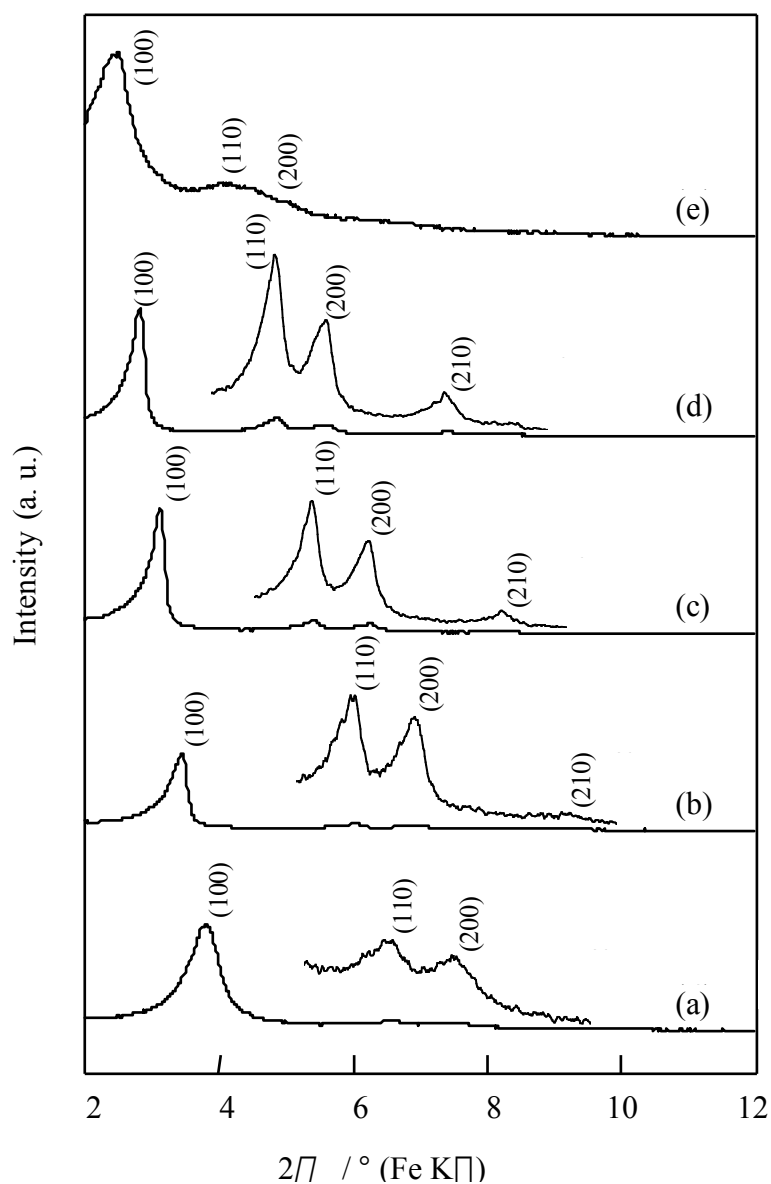 (100)
(110)
(200)
(e)
(100)
(110)
(200)
(210)
(d)
(100)
(110)
(200)
(210)
(c)
(100)
(110)
(200)
(210)
(b)
(100)
(110)
(200)
(a)
Intensity (a. u.)
2 4 6 8 10 12
2∏ / ° (Fe K∏)